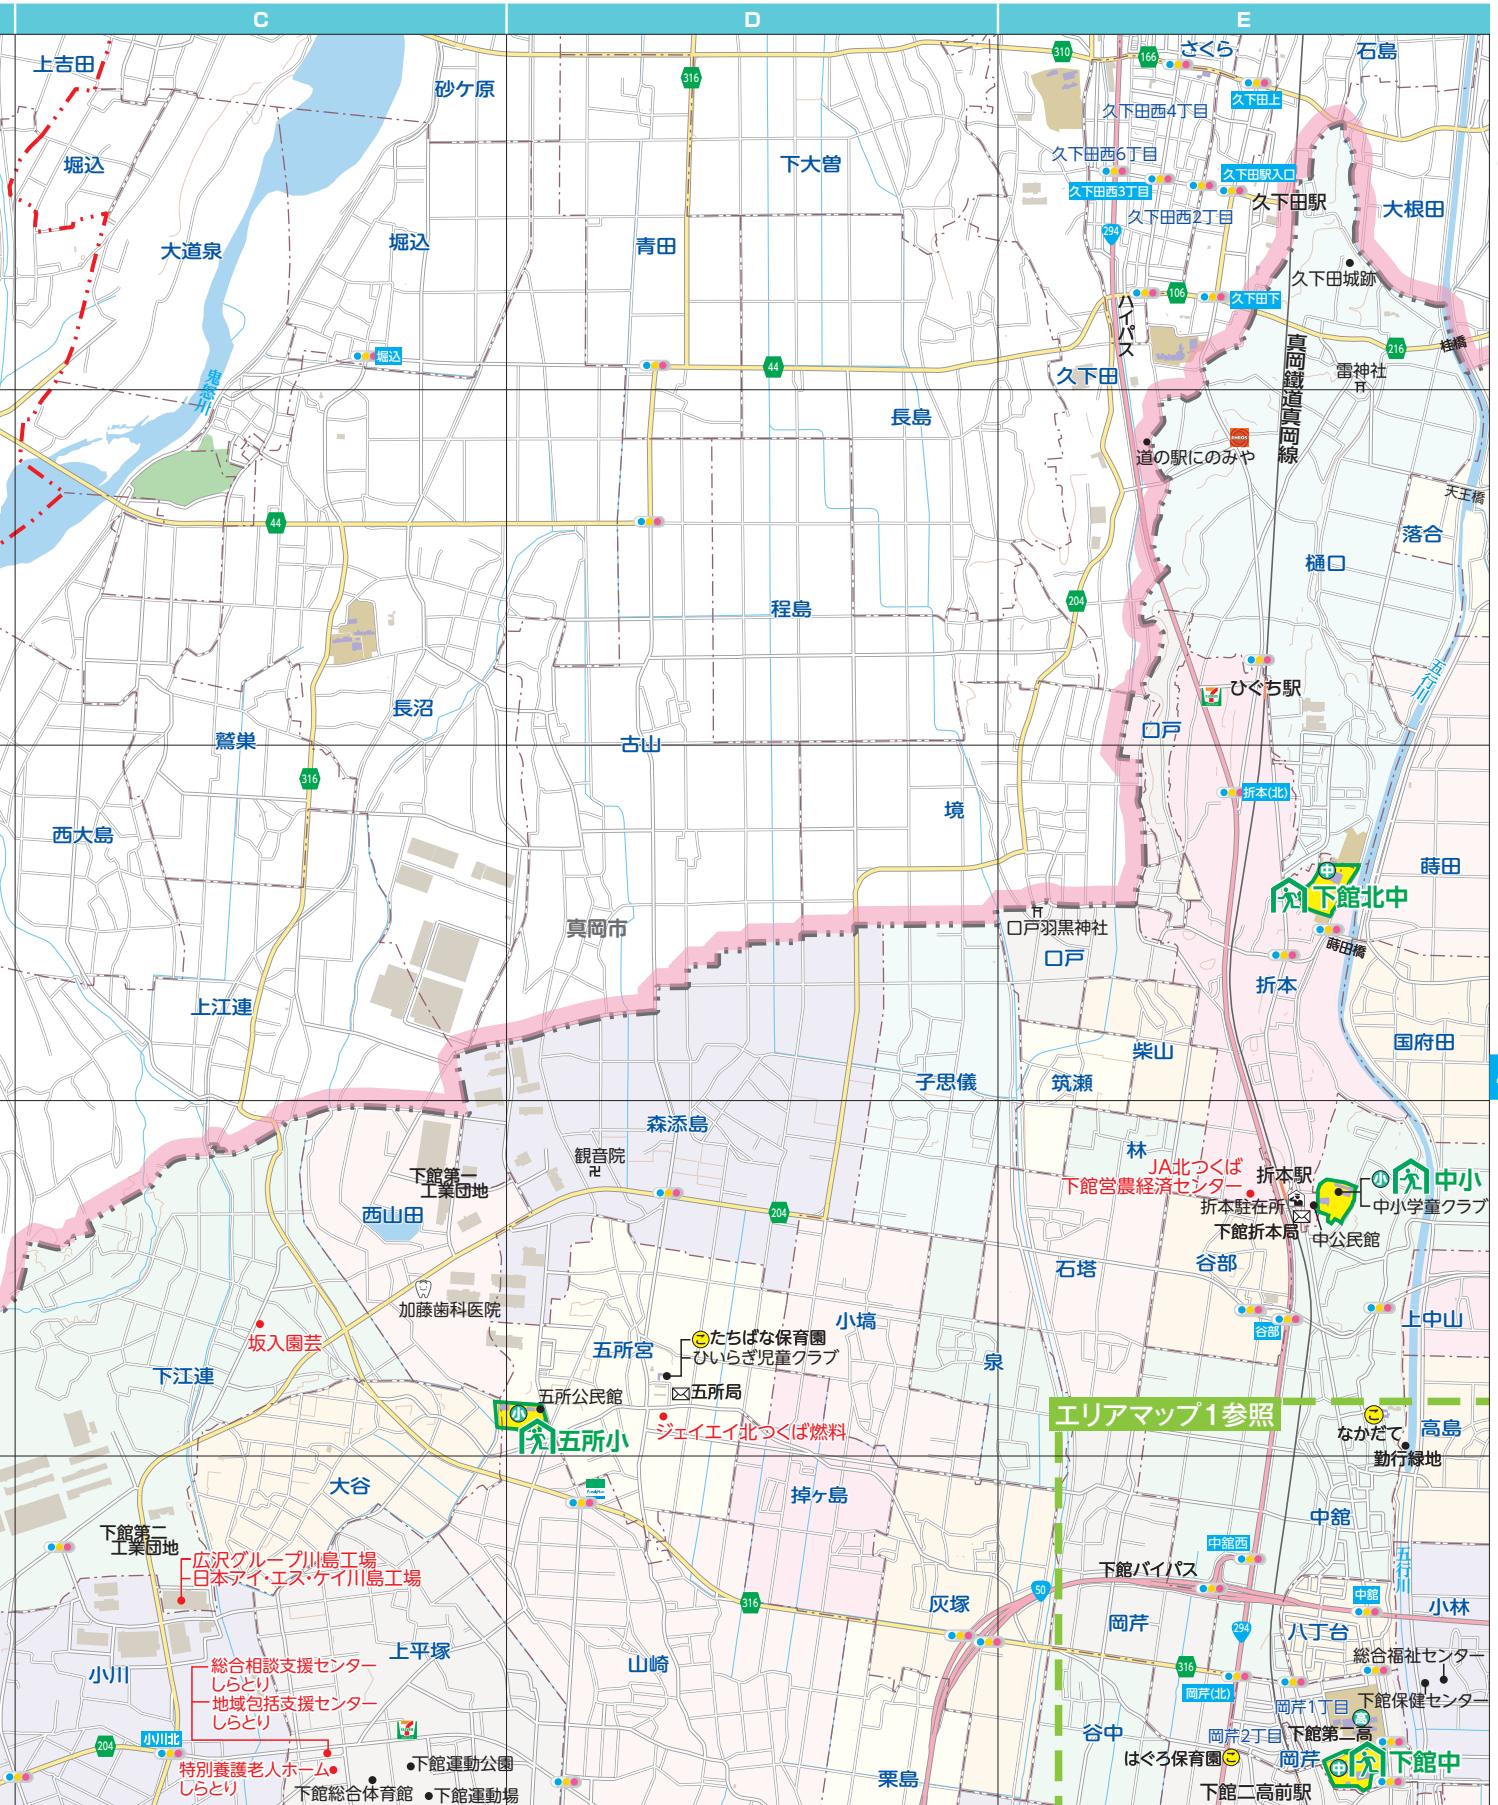 C
D
E
上吉田
砂ケ原
316
310
166
さくら
石島
久下田上
久下田西4丁目
堀込
下大曽
久下田西6丁目
久下田西3丁目
久下田駅入口
久下田駅
久下田西2丁目
大根田
294
大道泉
堀込
青田
久下田城跡
106
久下田下
バイパス
堀込
44
久下田
216
桂橋
雷神社
真岡鐵道真岡線
鬼怒川
長島
道の駅にのみや
ENEOS
天王橋
落合
樋口
44
程島
204
五行川
ひぐち駅
長沼
鷲巣
古山
口戸
316
折本(北)
西大島
境
蒔田
中
下館北中
真岡市
口戸羽黒神社
蒔田橋
口戸
折本
上江連
国府田
柴山
子思儀
筑瀬
森添島
林
観音院
下館第一
工業団地
JA北つくば
下館営農経済センター
折本駅
小
中小
折本駐在所
中小学童クラブ
西山田
204
下館折本局
中公民館
石塔
谷部
加藤歯科医院
小塙
上中山
坂入園芸
五所宮
こ
たちばな保育園
ひいらぎ児童クラブ
谷部
泉
下江連
五所公民館
五所局
小
五所小
ジェイエイ北つくば燃料
エリアマップ1参照
こ
なかだて
高島
勤行緑地
大谷
FamilyMart
掉ヶ島
中舘
下館第二
工業団地
広沢グループ川島工場
日本アイ・エス・ケイ川島工場
中舘西
五行川
下館バイパス
50
316
中舘
灰塚
岡芹
294
八丁台
小林
上平塚
総合福祉センター
小川
総合相談支援センター
しらとり
山崎
316
地域包括支援センター
しらとり
岡芹(北)
下館保健センター
岡芹1丁目
高
204
小川北
谷中
岡芹2丁目
下館第二高
下館運動公園
はぐろ保育園
こ
岡芹
中
下館中
特別養護老人ホーム
しらとり
栗島
下館総合体育館
下館運動場
下館二高前駅